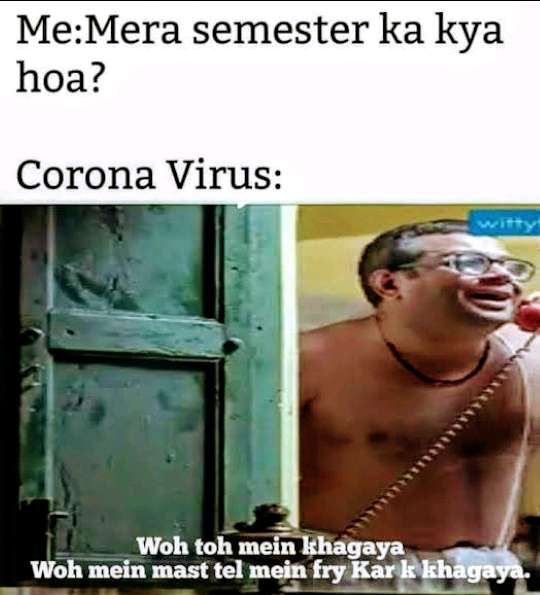 Me:Mera semester ka kya
hoa?
Corona Virus:
witty
Woh toh mein khagaya
Woh mein mast tel mein fry Kar k khagaya.